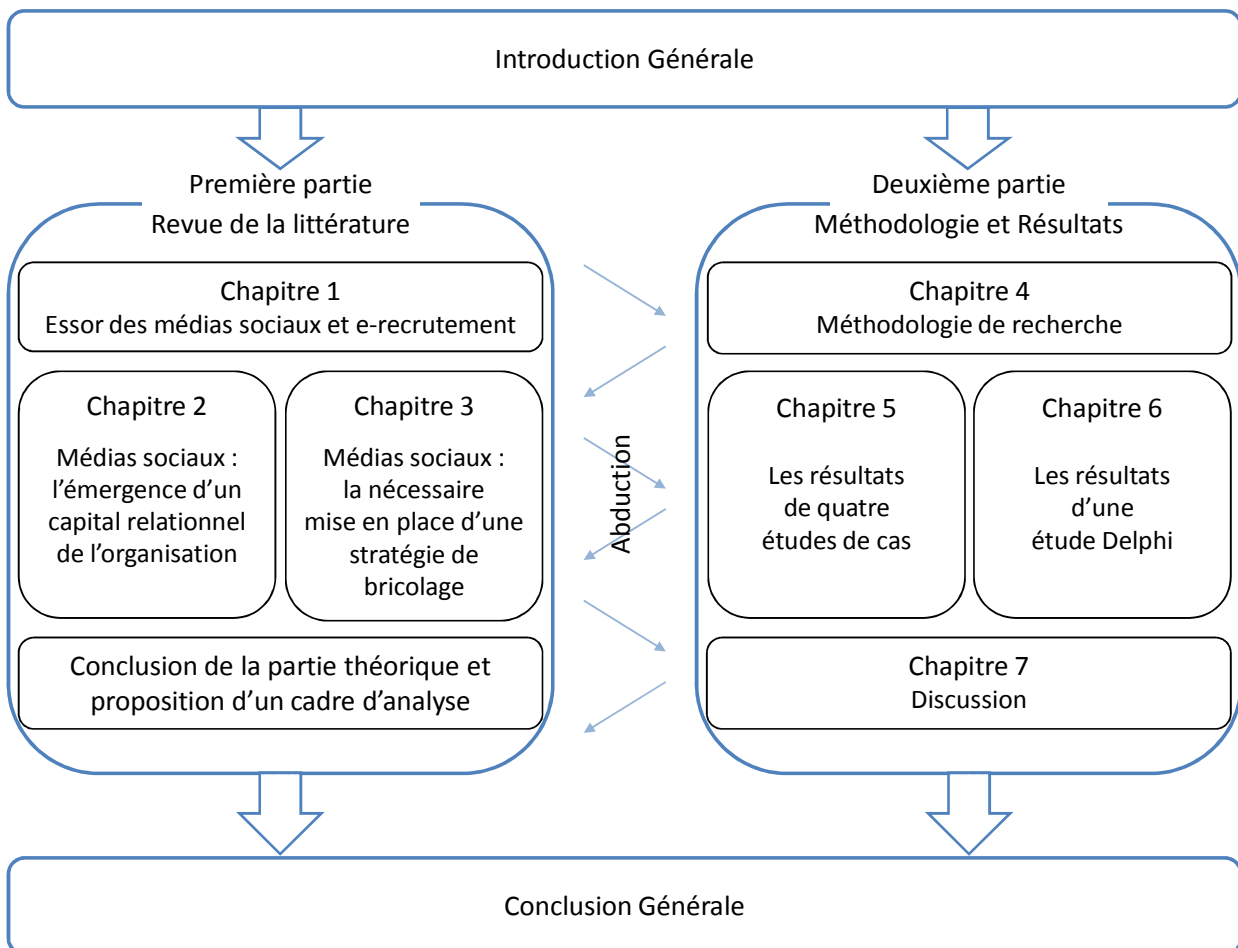 Introduction Générale
Première partie
Revue de la littérature
Chapitre 1
Essor des médias sociaux et e-recrutement
Chapitre 2
Médias sociaux :
l'émergence d'un
capital relationnel
de l'organisation
Chapitre 3
Médias sociaux :
la nécessaire
mise en place d'une
stratégie de
bricolage
Conclusion de la partie théorique et
proposition d'un cadre d'analyse
Abduction
Deuxième partie
Méthodologie et Résultats
Chapitre 4
Méthodologie de recherche
Chapitre 5
Les résultats
de quatre
études de cas
Chapitre 6
Les résultats
d'une
étude Delphi
Chapitre 7
Discussion
Conclusion Générale